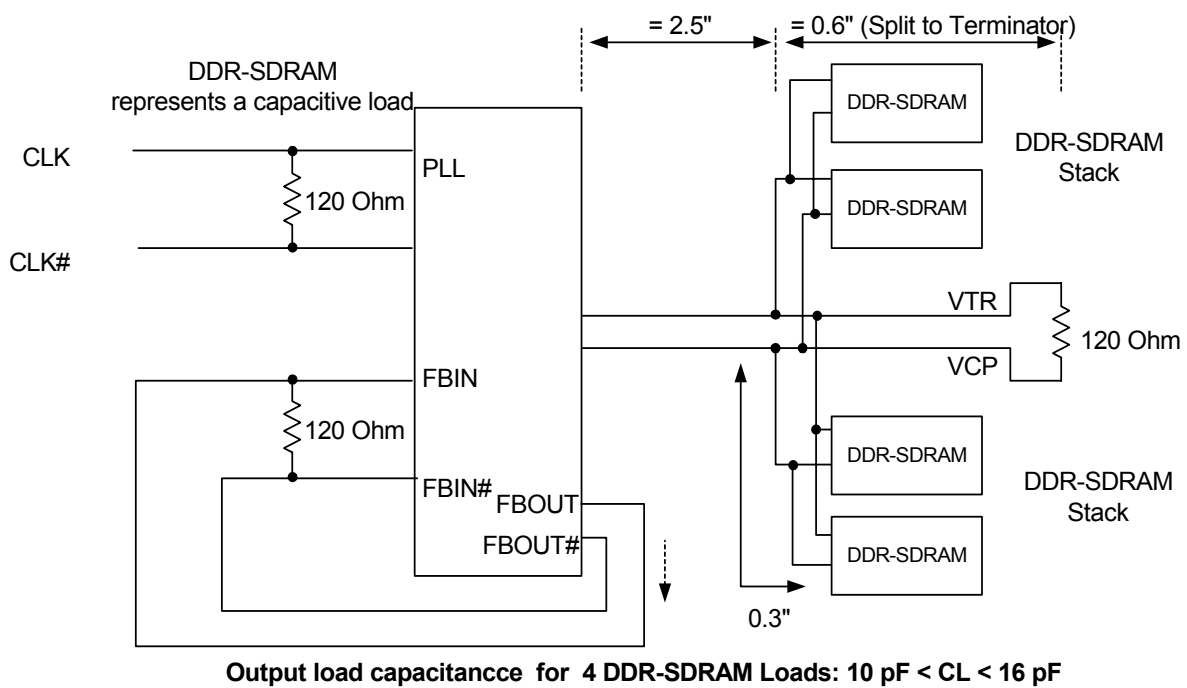 = 2.5"
= 0.6" (Split to Terminator)
DDR-SDRAM
represents a capacitive load
CLK
120 Ohm
CLK#
PLL
FBIN
120 Ohm
FBIN#
FBOUT
FBOUT#
DDR-SDRAM
DDR-SDRAM
DDR-SDRAM
Stack
VTR
120 Ohm
VCP
DDR-SDRAM
DDR-SDRAM
DDR-SDRAM
Stack
0.3"
Output load capacitancce for 4 DDR-SDRAM Loads: 10 pF < CL < 16 pF